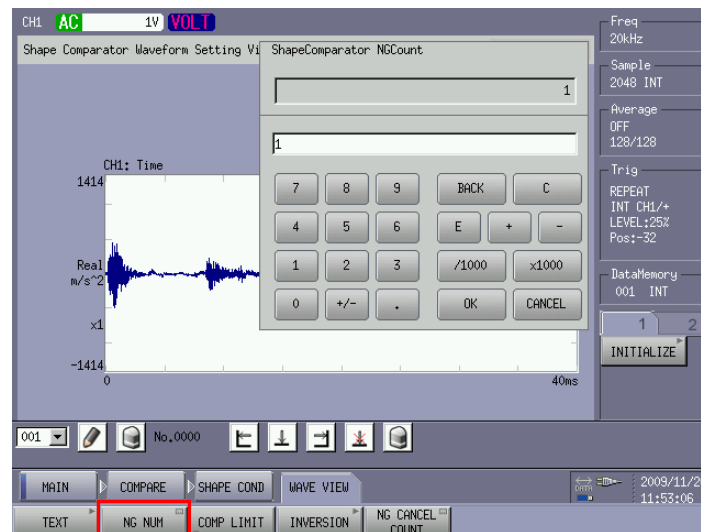 CH1 AC 1V VOLT
Freq
20kHz
Shape Comparator Waveform Setting Vi
ShapeComparator NGCount
Sample
2048 INT
1
Average
OFF
128/128
1
CH1: Time
1414
Trig
REPEAT
INT CH1/+
LEVEL:25%
Pos:-32
7 8 9 BACK C
4 5 6 E + -
Real
m/s^2
1 2 3 /1000 x1000
DataMemory
001 INT
0 +/- . OK CANCEL
x1
1 2
INITIALIZE
-1414
0 40ms
001 No.0000
MAIN COMPARE SHAPE COND WAVE VIEW
DATA
2009/11/2
11:53:06
TEXT NG NUM COMP LIMIT INVERSION NG CANCEL COUNT